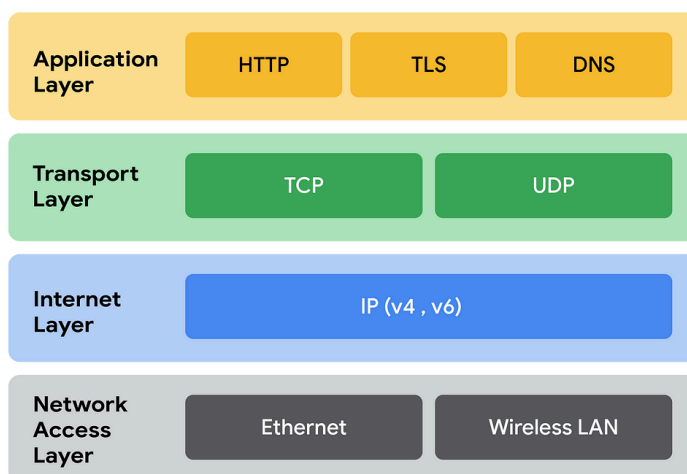 Application
Layer
HTTP
TLS
DNS
Transport
Layer
TCP
UDP
Internet
Layer
IP (v4 , v6)
Network
Access
Layer
Ethernet
Wireless LAN